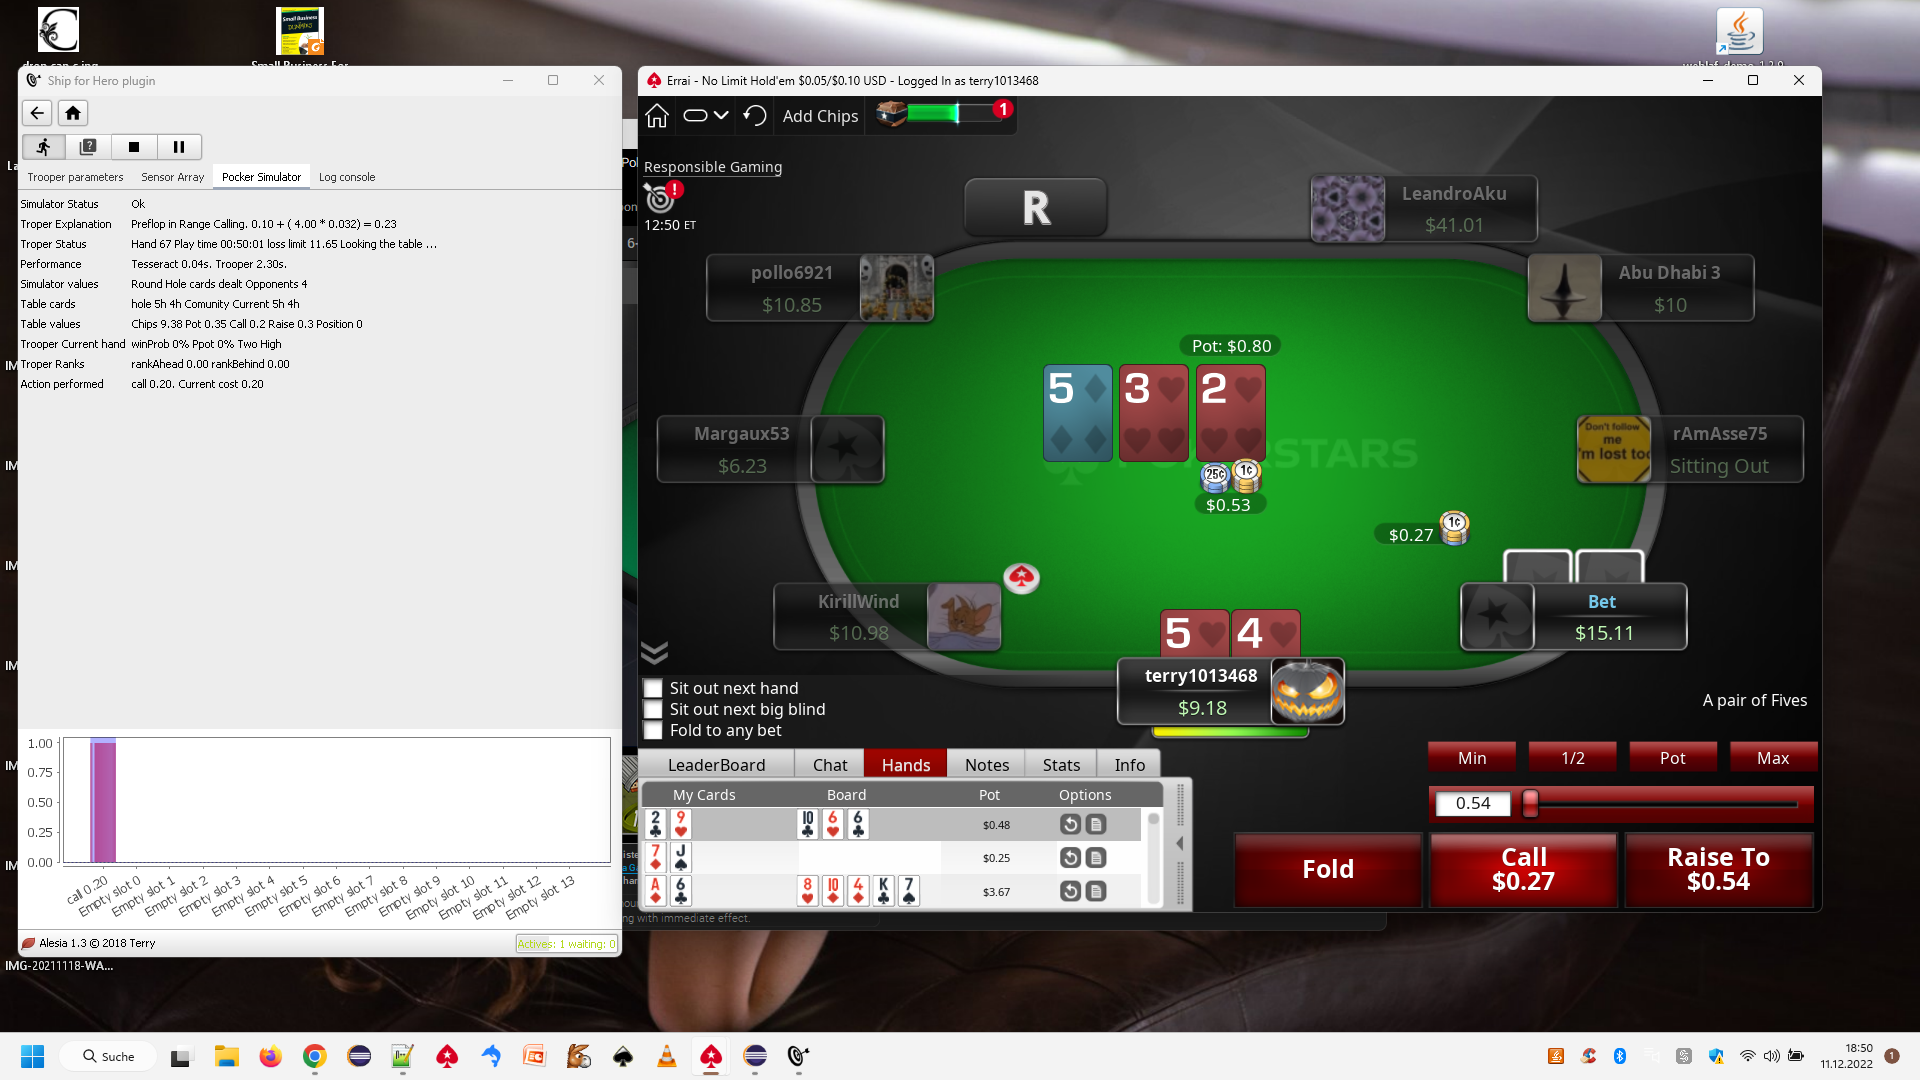 Ship for Hero plugin
Trooper parameters Sensor Array Pocker Simulator Log console
Simulator Status Ok
Troper Explanation Preflop in Range Calling. 0.10 + ( 4.00 * 0.032) = 0.23
Troper Status Hand 67 Play time 00:50:01 loss limit 11.65 Looking the table ...
Performance Tesseract 0.04s. Trooper 2.30s.
Simulator values Round Hole cards dealt Opponents 4
Table cards hole 5h 4h Comunity Current 5h 4h
Table values Chips 9.38 Pot 0.35 Call 0.2 Raise 0.3 Position 0
Trooper Current hand winProb 0% Ppot 0% Two High
Troper Ranks rankAhead 0.00 rankBehind 0.00
Action performed call 0.20. Current cost 0.20
1.00
0.75
0.50
0.25
0.00
call 0.20
Empty slot 0
Empty slot 1
Empty slot 2
Empty slot 3
Empty slot 4
Empty slot 5
Empty slot 6
Empty slot 7
Empty slot 8
Empty slot 9
Empty slot 10
Empty slot 11
Empty slot 12
Empty slot 13
Alesia 1.3 © 2018 Terry
Actives: 1 waiting: 0
IMG-20211118-WA...
Errai - No Limit Hold'em $0.05/$0.10 USD - Logged In as terry1013468
Add Chips
1
Responsible Gaming
12:50 ET
R
LeandroAku
$41.01
pollo6921
$10.85
Abu Dhabi 3
$10
Pot: $0.80
5 3 2
Margaux53
$6.23
Don't follow
me
'm lost too
rAmAsse75
Sitting Out
STARS
25¢ 1¢
$0.53
$0.27 1¢
KirillWind
$10.98
5 4
Bet
$15.11
terry1013468
$9.18
A pair of Fives
Sit out next hand
Sit out next big blind
Fold to any bet
LeaderBoard Chat Hands Notes Stats Info
My Cards Board Pot Options
2 9 10 6 6 $0.48
7 J $0.25
A 6 8 10 4 K 7 $3.67
Min 1/2 Pot Max
0.54
Fold
Call
$0.27
Raise To
$0.54
ng with immediate effect.
Suche
18:50
11.12.2022
1